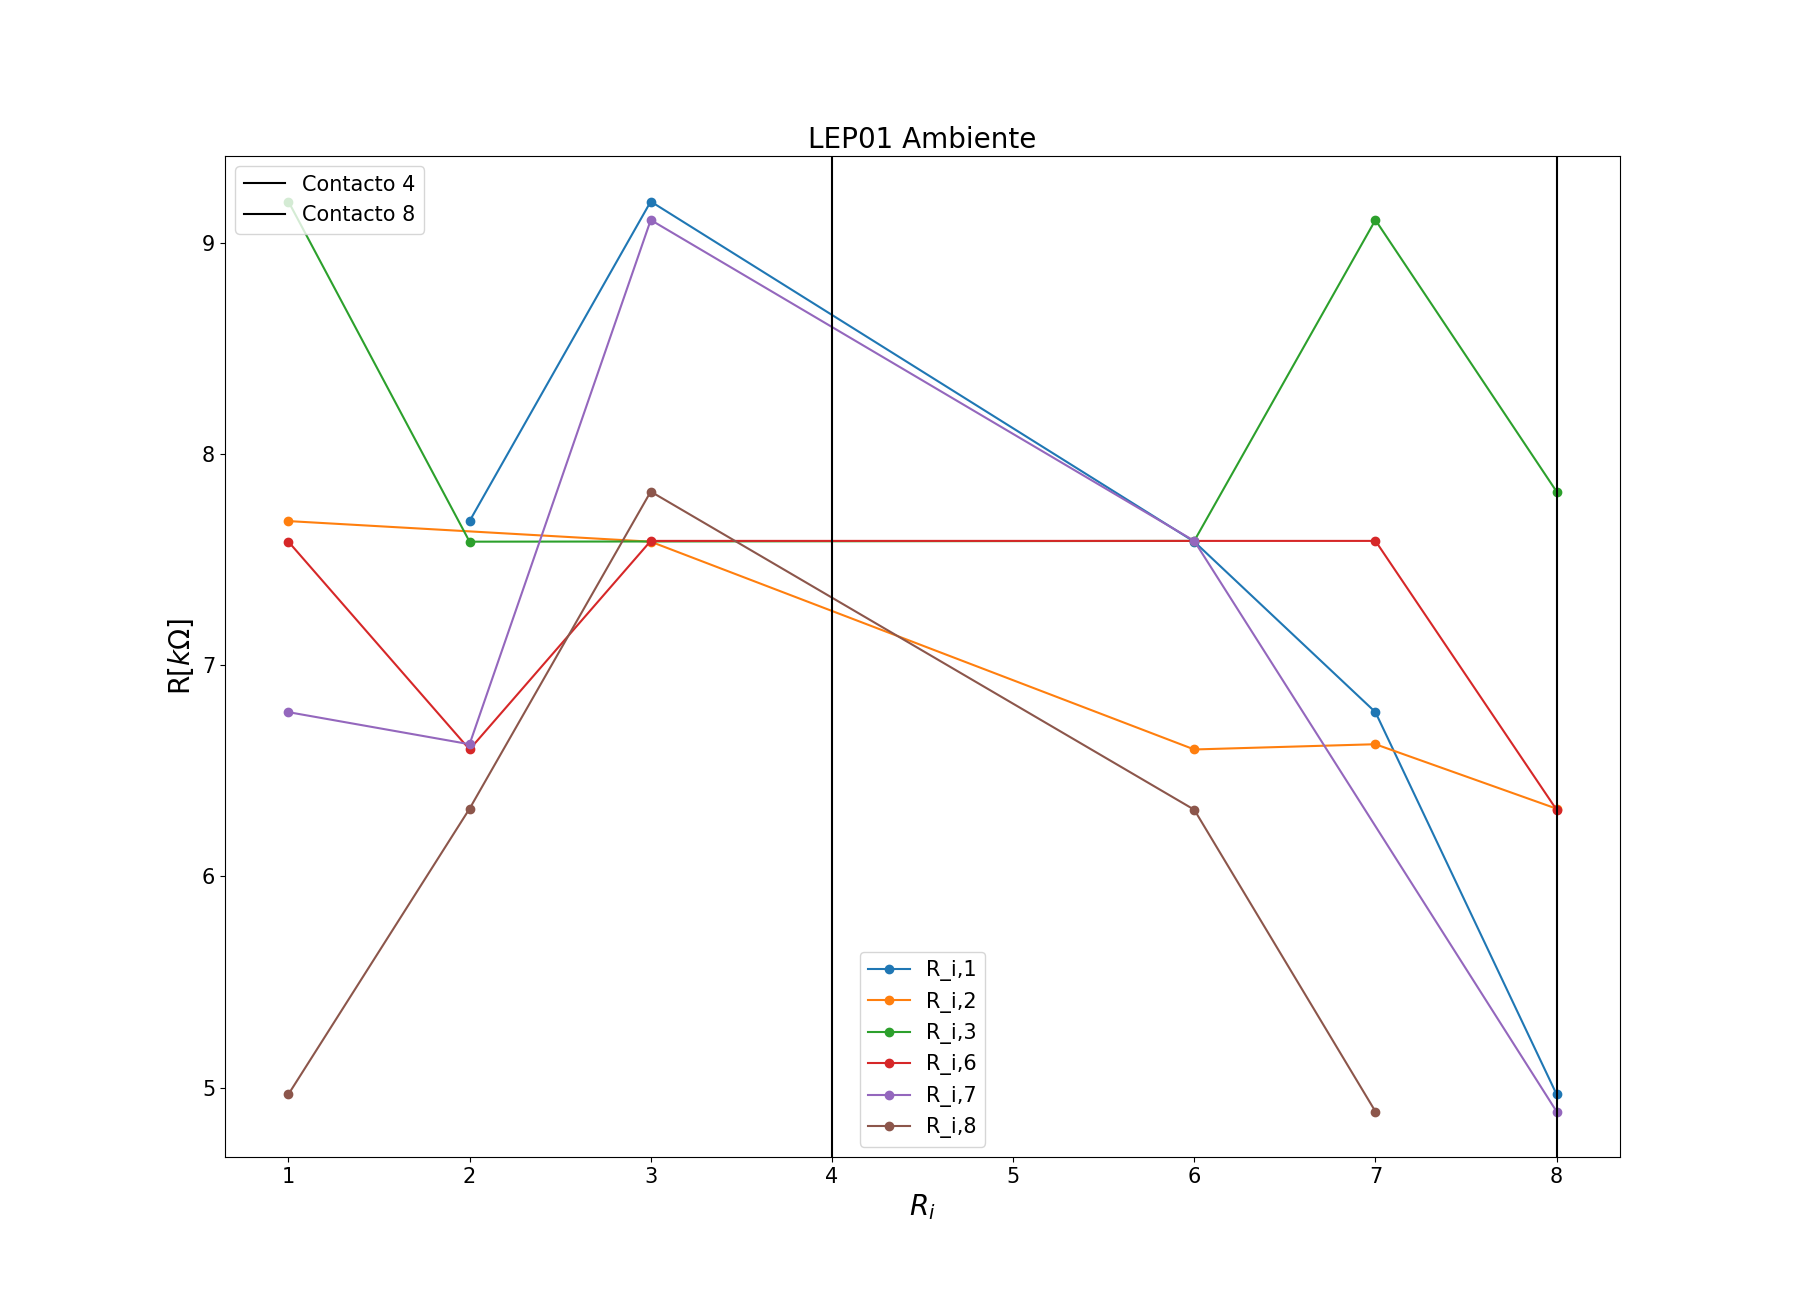 LEP01 Ambiente
Contacto 4
Contacto 8
9
8
7
6
5
R[kΩ]
R_i,1
R_i,2
R_i,3
R_i,6
R_i,7
R_i,8
1 2 3 4 5 6 7 8
R_i